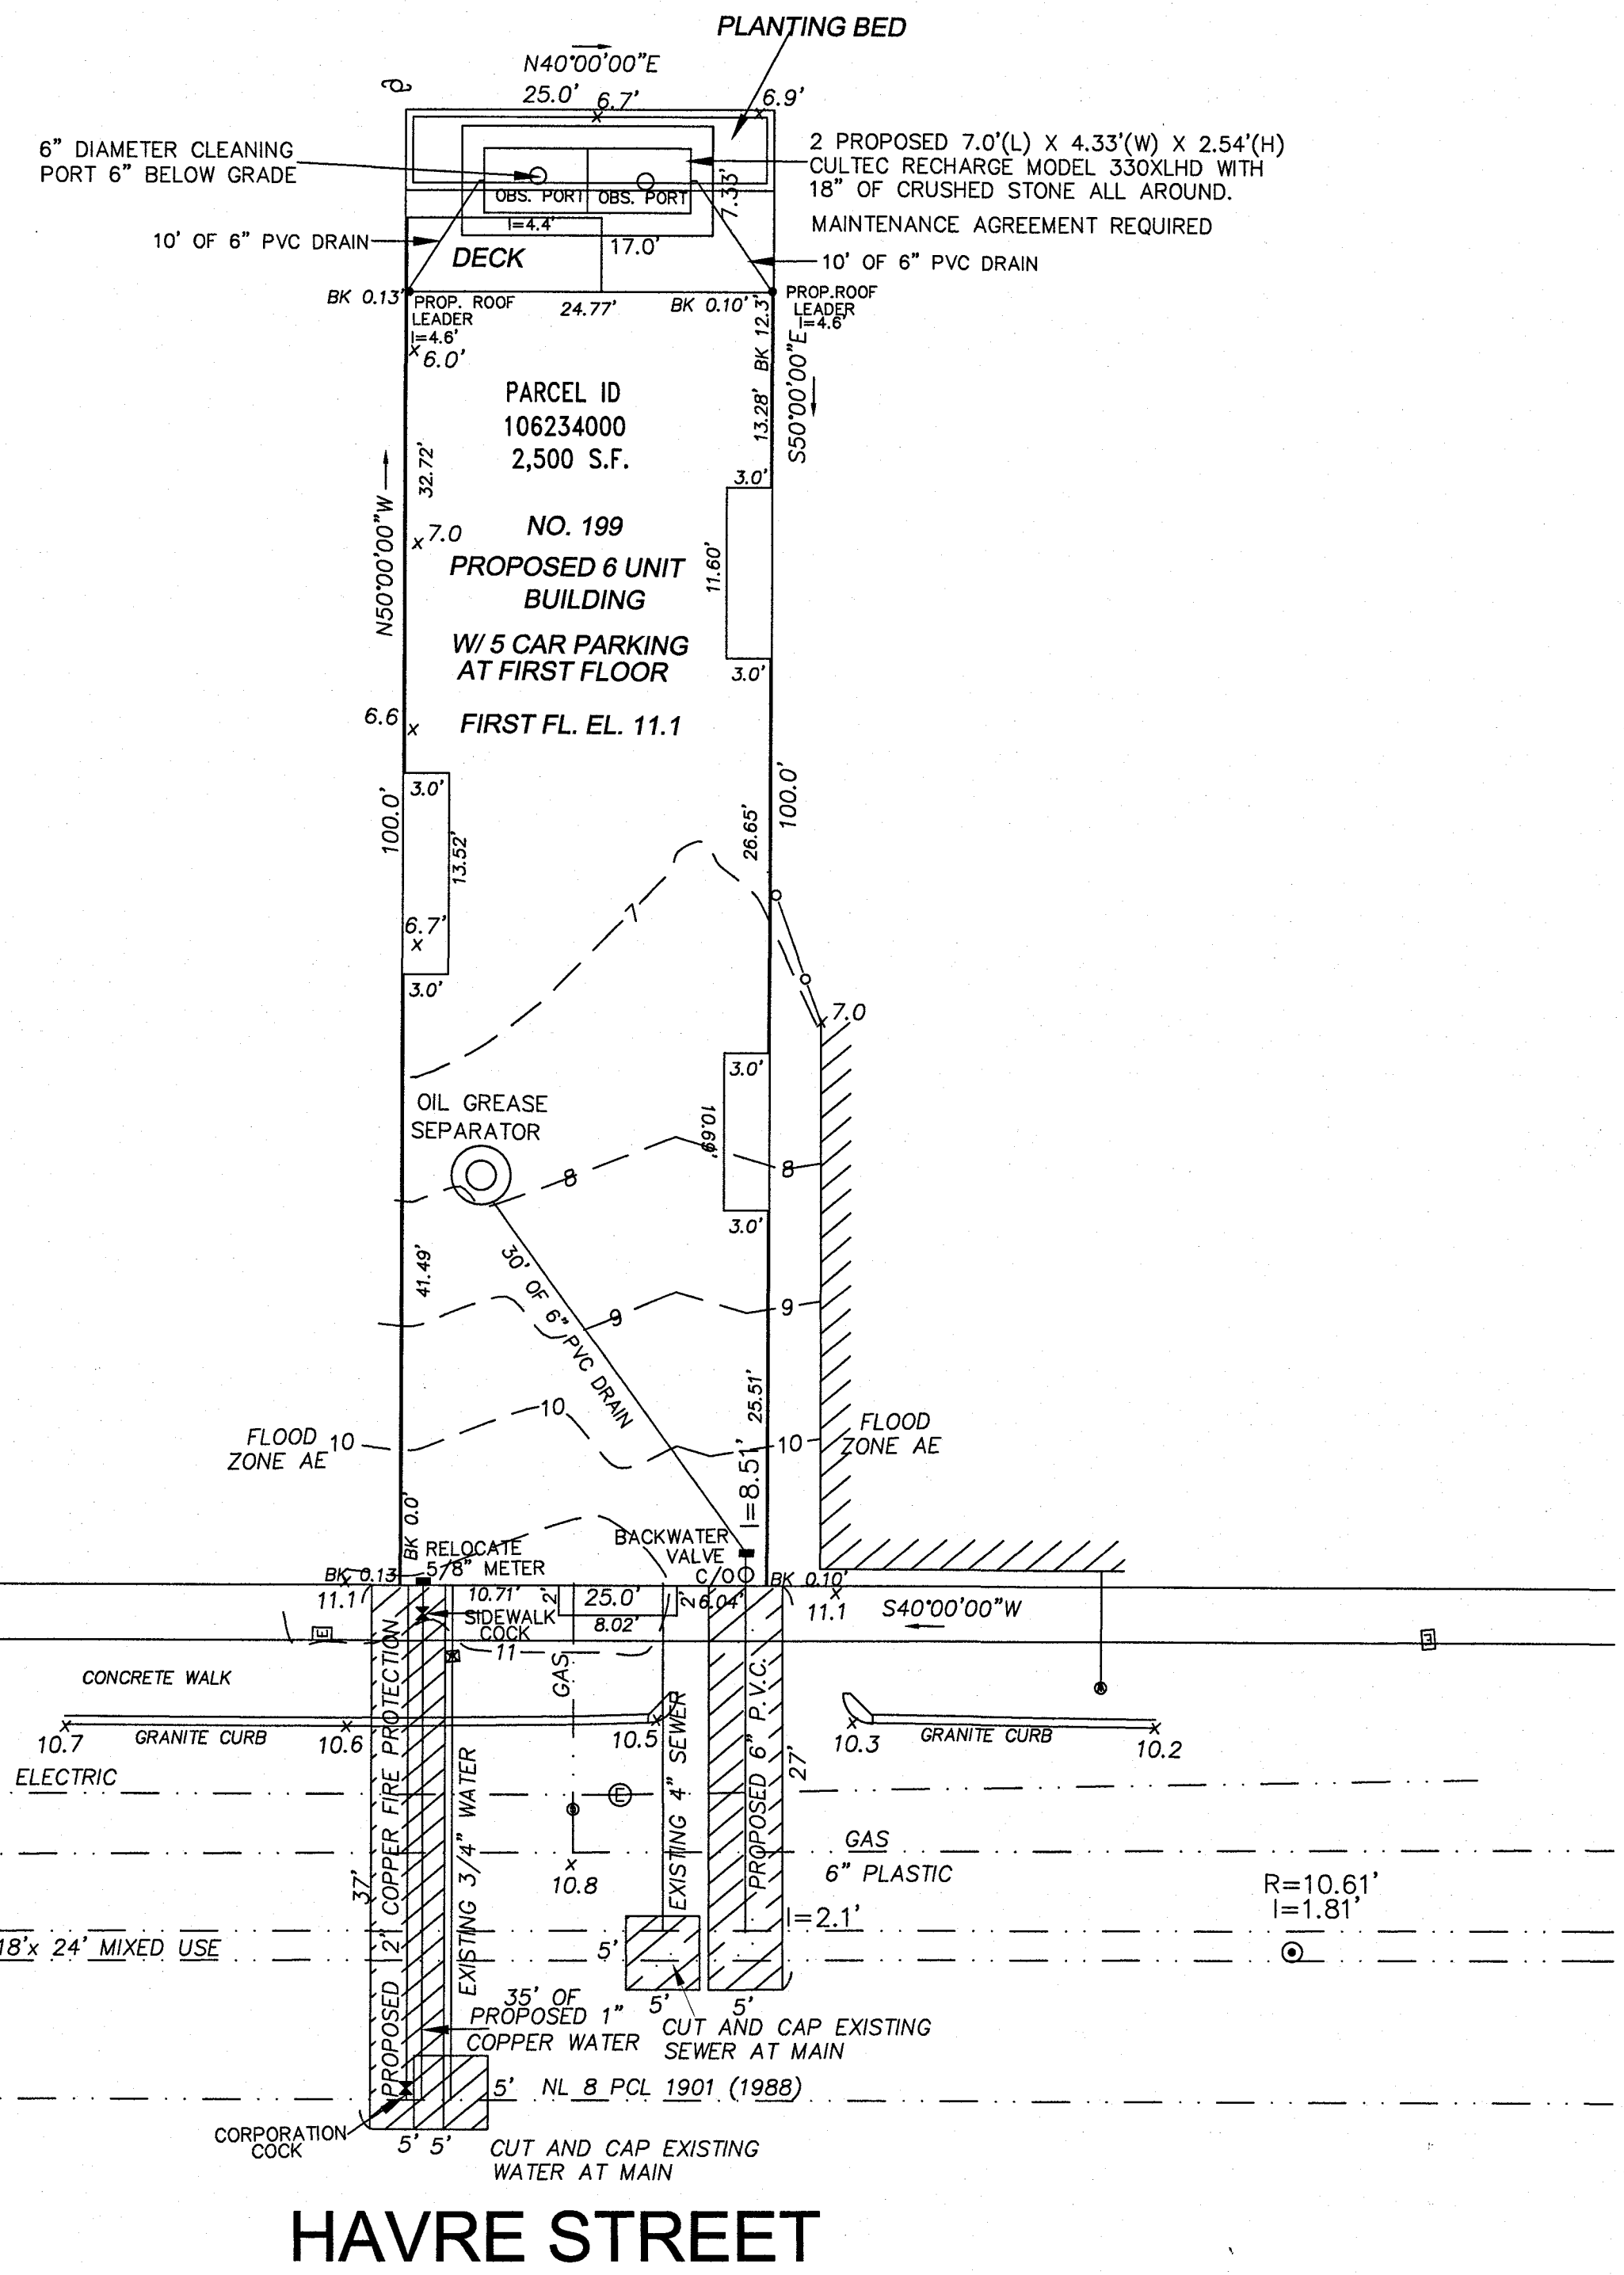 PLANTING BED
N40°00'00"E
25.0'
6.7'
6.9'
6" DIAMETER CLEANING
PORT 6" BELOW GRADE
2 PROPOSED 7.0'(L) X 4.33'(W) X 2.54'(H)
CULTEC RECHARGE MODEL 330XLHD WITH
18" OF CRUSHED STONE ALL AROUND.
MAINTENANCE AGREEMENT REQUIRED
OBS. PORT
OBS. PORT
7.33'
I=4.4'
10' OF 6" PVC DRAIN
DECK
17.0'
10' OF 6" PVC DRAIN
BK 0.13'
PROP. ROOF
LEADER
I=4.6'
24.77'
BK 0.10'
PROP.ROOF
LEADER
I=4.6'
BK 12.3'
6.0'
S50°00'00"E
13.28'
PARCEL ID
106234000
2,500 S.F.
32.72'
3.0'
N50°00'00"W
7.0
NO. 199
PROPOSED 6 UNIT
BUILDING
11.60'
W/ 5 CAR PARKING
AT FIRST FLOOR
3.0'
6.6
FIRST FL. EL. 11.1
3.0'
100.0'
13.52'
26.65'
100.0'
7
6.7'
3.0'
7.0
3.0'
OIL GREASE
SEPARATOR
10.69'
8
8
3.0'
41.49'
30' OF 6" PVC DRAIN
9
9
25.51'
10
FLOOD
ZONE AE
10
10
FLOOD
ZONE AE
I=8.51'
BK 0.0'
RELOCATE
5/8" METER
BACKWATER
VALVE
C/O
BK 0.13'
BK 0.10'
11.1
10.71'
2'
25.0'
2'
6.04'
11.1
S40°00'00"W
SIDEWALK
COCK
8.02'
E
11
E
CONCRETE WALK
GAS
GRANITE CURB
10.7
10.6
10.5
10.3
GRANITE CURB
10.2
ELECTRIC
E
27'
PROPOSED 2" COPPER FIRE PROTECTION
EXISTING 3/4" WATER
EXISTING 4" SEWER
PROPOSED 6" P.V.C.
GAS
6" PLASTIC
10.8
37'
R=10.61'
I=1.81'
I=2.1'
18'x 24' MIXED USE
5'
5'
5'
35' OF
PROPOSED 1"
COPPER WATER
CUT AND CAP EXISTING
SEWER AT MAIN
5'
NL 8 PCL 1901 (1988)
CORPORATION
COCK
5'
5'
CUT AND CAP EXISTING
WATER AT MAIN
HAVRE STREET